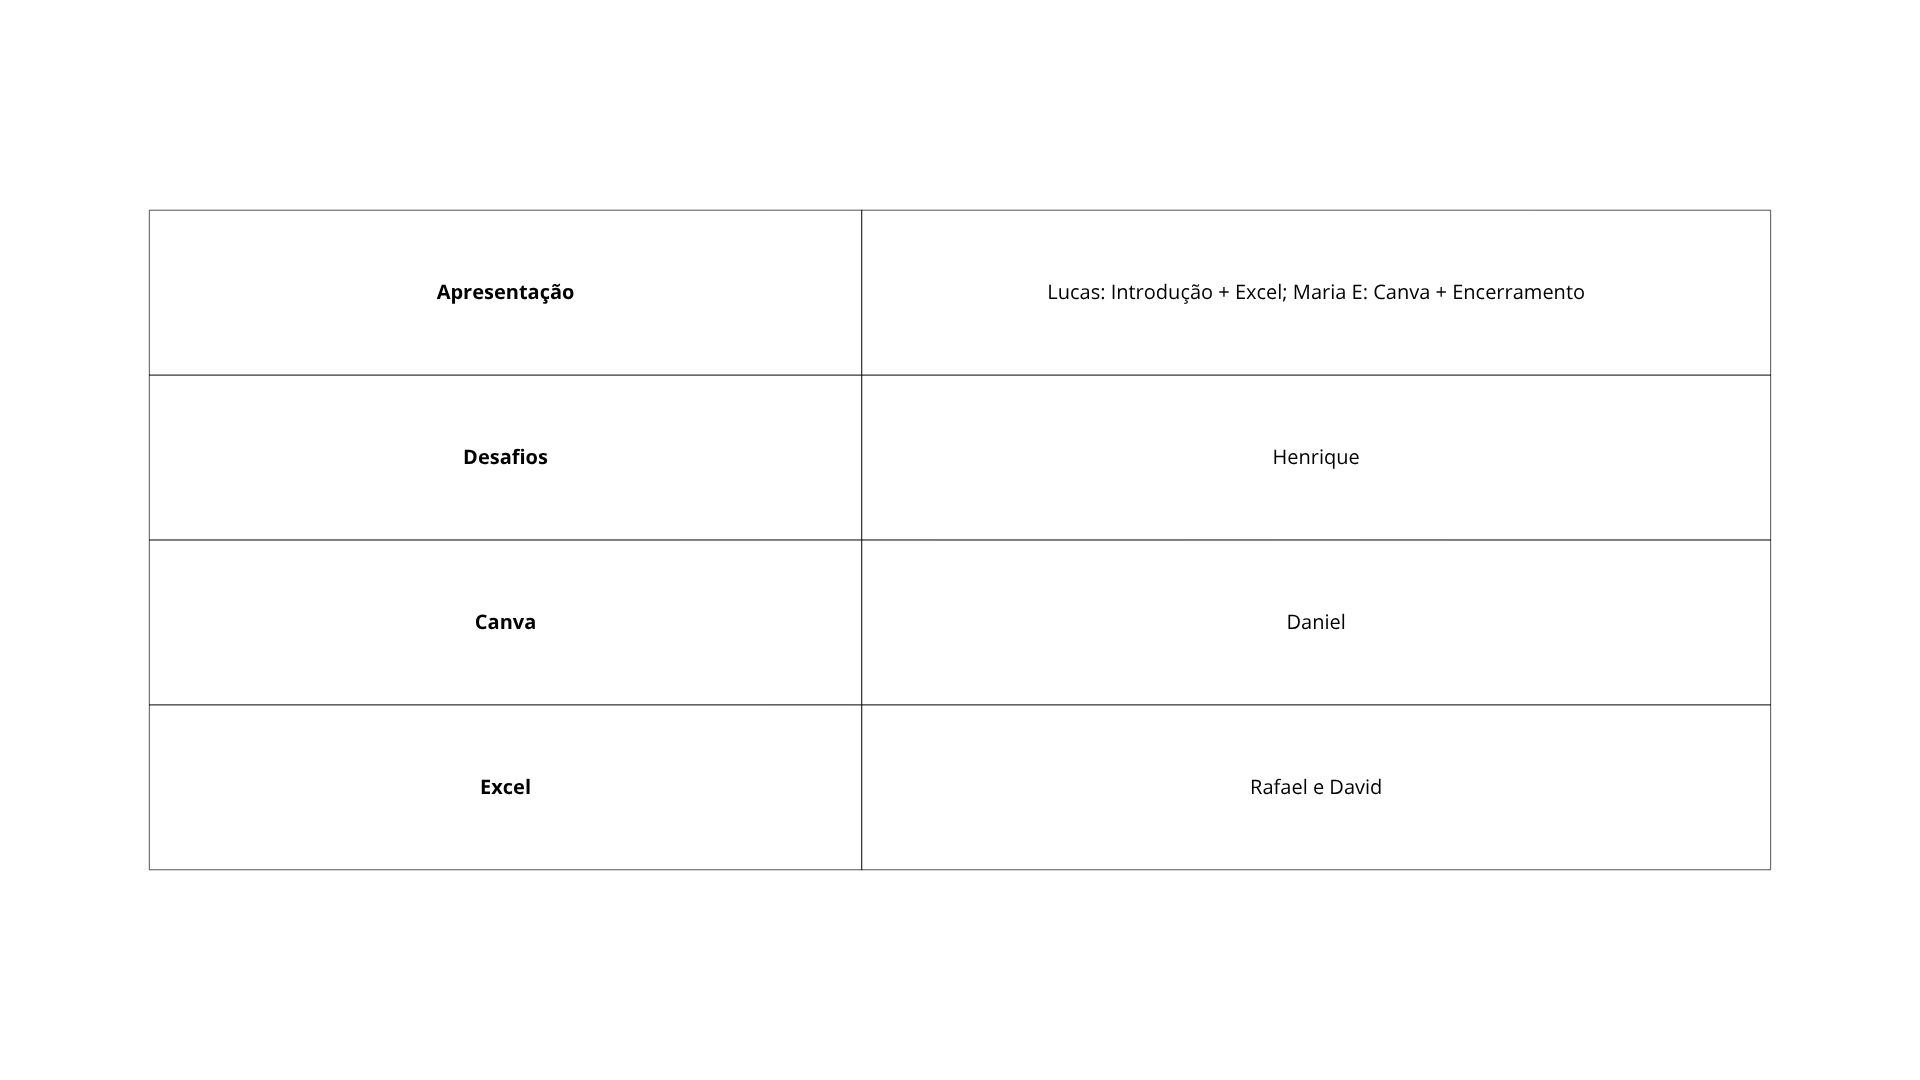 Apresentação
Lucas: Introdução + Excel; Maria E: Canva + Encerramento
Desafios
Henrique
Canva
Daniel
Excel
Rafael e David